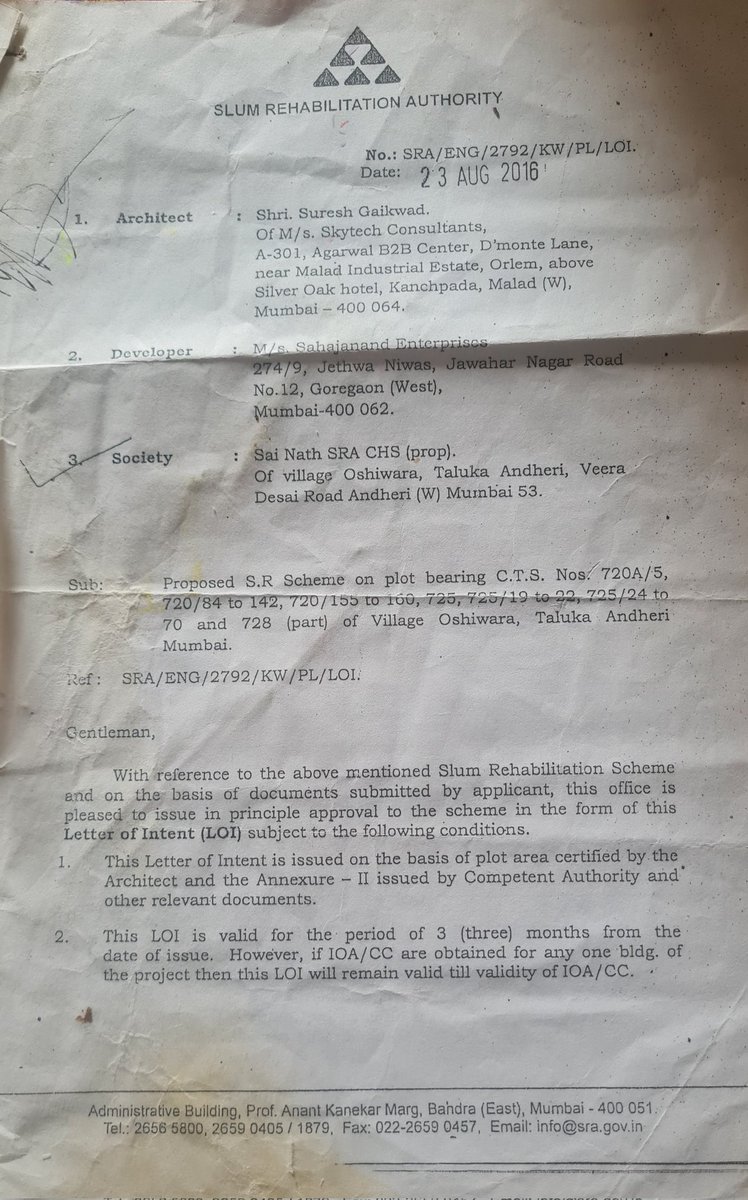 SLUM REHABILITATION AUTHORITY
No.: SRA/ENG/2792/KW/PL/LOI.
Date: 23 AUG 2016
1. Architect : Shri. Suresh Gaikwad.
Of M/s. Skytech Consultants,
A-301, Agarwal B2B Center, D'monte Lane,
near Malad Industrial Estate, Orlem, above
Silver Oak hotel, Kanchpada, Malad (W),
Mumbai – 400 064.
2. Developer : M/s. Sahajanand Enterprises
274/9, Jethwa Niwas, Jawahar Nagar Road
No.12, Goregaon (West),
Mumbai-400 062.
3. Society : Sai Nath SRA CHS (prop).
Of village Oshiwara, Taluka Andheri, Veera
Desai Road Andheri (W) Mumbai 53.
Sub: Proposed S.R Scheme on plot bearing C.T.S. Nos. 720A/5,
720/84 to 142, 720/155 to 160, 725, 725/19 to 22, 725/24 to
70 and 728 (part) of Village Oshiwara, Taluka Andheri
Mumbai.
Ref : SRA/ENG/2792/KW/PL/LOI.
Gentleman,
With reference to the above mentioned Slum Rehabilitation Scheme
and on the basis of documents submitted by applicant, this office is
pleased to issue in principle approval to the scheme in the form of this
Letter of Intent (LOI) subject to the following conditions.
1. This Letter of Intent is issued on the basis of plot area certified by the
Architect and the Annexure – II issued by Competent Authority and
other relevant documents.
2. This LOI is valid for the period of 3 (three) months from the
date of issue. However, if IOA/CC are obtained for any one bldg. of
the project then this LOI will remain valid till validity of IOA/CC.
Administrative Building, Prof. Anant Kanekar Marg, Bandra (East), Mumbai - 400 051.
Tel.: 2656 5800, 2659 0405 / 1879, Fax: 022-2659 0457, Email: info@sra.gov.in